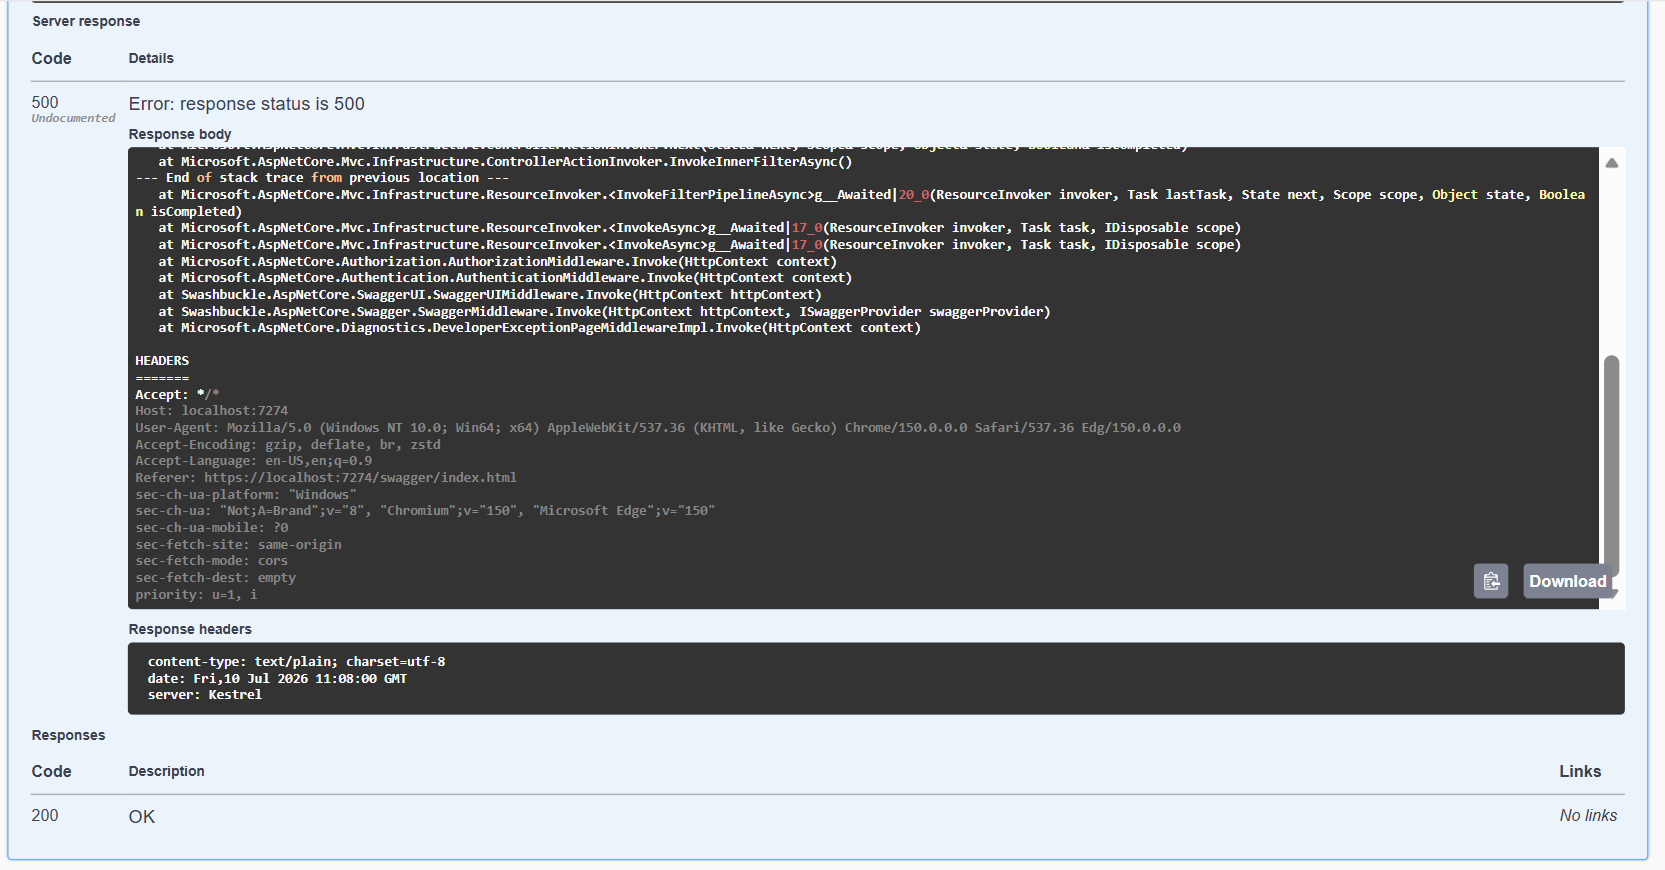 Server response
Code Details
500 Error: response status is 500
Undocumented
Response body
at Microsoft.AspNetCore.Mvc.Infrastructure.ControllerActionInvoker.InvokeInnerFilterAsync()
--- End of stack trace from previous location ---
at Microsoft.AspNetCore.Mvc.Infrastructure.ResourceInvoker.<InvokeFilterPipelineAsync>g__Awaited|20_0(ResourceInvoker invoker, Task lastTask, State next, Scope scope, Object state, Boolea
n isCompleted)
at Microsoft.AspNetCore.Mvc.Infrastructure.ResourceInvoker.<InvokeAsync>g__Awaited|17_0(ResourceInvoker invoker, Task task, IDisposable scope)
at Microsoft.AspNetCore.Mvc.Infrastructure.ResourceInvoker.<InvokeAsync>g__Awaited|17_0(ResourceInvoker invoker, Task task, IDisposable scope)
at Microsoft.AspNetCore.Authorization.AuthorizationMiddleware.Invoke(HttpContext context)
at Microsoft.AspNetCore.Authentication.AuthenticationMiddleware.Invoke(HttpContext context)
at Swashbuckle.AspNetCore.SwaggerUI.SwaggerUIMiddleware.Invoke(HttpContext httpContext)
at Swashbuckle.AspNetCore.Swagger.SwaggerMiddleware.Invoke(HttpContext httpContext, ISwaggerProvider swaggerProvider)
at Microsoft.AspNetCore.Diagnostics.DeveloperExceptionPageMiddlewareImpl.Invoke(HttpContext context)
HEADERS
=======
Accept: */*
Host: localhost:7274
User-Agent: Mozilla/5.0 (Windows NT 10.0; Win64; x64) AppleWebKit/537.36 (KHTML, like Gecko) Chrome/150.0.0.0 Safari/537.36 Edg/150.0.0.0
Accept-Encoding: gzip, deflate, br, zstd
Accept-Language: en-US,en;q=0.9
Referer: https://localhost:7274/swagger/index.html
sec-ch-ua-platform: "Windows"
sec-ch-ua: "Not;A=Brand";v="8", "Chromium";v="150", "Microsoft Edge";v="150"
sec-ch-ua-mobile: ?0
sec-fetch-site: same-origin
sec-fetch-mode: cors
sec-fetch-dest: empty
priority: u=1, i
Download
Response headers
content-type: text/plain; charset=utf-8
date: Fri,10 Jul 2026 11:08:00 GMT
server: Kestrel
Responses
Code Description Links
200 OK No links